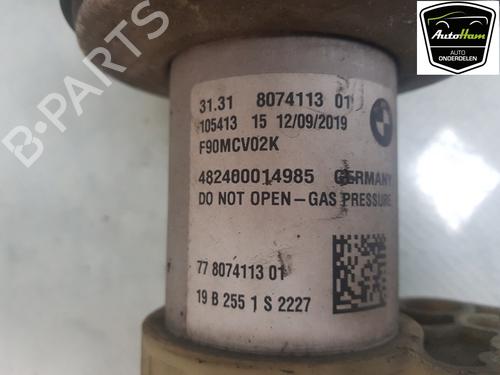 AutoHam
AUTO
ONDERDELEN
B-PARTS
31.31 8074113 01
105413 15 12/09/2019
F90MCV02K
482400014985 GERMANY
DO NOT OPEN-GAS PRESSURE
77 8074113 01
19 B 255 1 S 2227